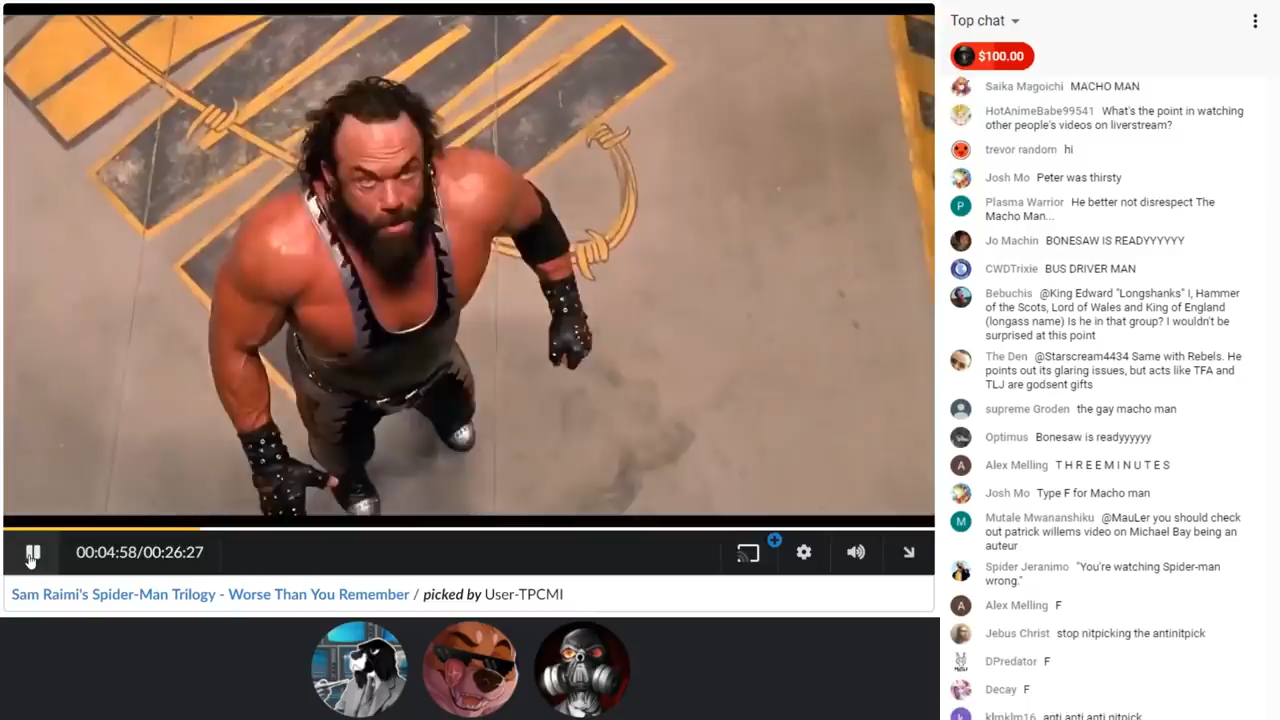 Top chat
$100.00
Saika Magoichi MACHO MAN
HotAnimeBabe99541 What's the point in watching
other people's videos on livestream?
trevor random hi
Josh Mo Peter was thirsty
Plasma Warrior He better not disrespect The
Macho Man...
Jo Machin BONESAW IS READYYYYYY
CWDTrixie BUS DRIVER MAN
Bebuchis @King Edward "Longshanks" I, Hammer
of the Scots, Lord of Wales and King of England
(longass name) Is he in that group? I wouldn't be
surprised at this point
The Den @Starscream4434 Same with Rebels. He
points out its glaring issues, but acts like TFA and
TLJ are godsent gifts
supreme Groden the gay macho man
Optimus Bonesaw is readyyyyyy
Alex Melling T H R E E M I N U T E S
Josh Mo Type F for Macho man
Mutale Mwananshiku @MauLer you should check
out patrick willems video on Michael Bay being an
auteur
Spider Jeranimo "You're watching Spider-man
wrong."
Alex Melling F
Jebus Christ stop nitpicking the antinitpick
DPredator F
Decay F
klmklm16 anti anti anti nitpick
00:04:58/00:26:27
Sam Raimi's Spider-Man Trilogy - Worse Than You Remember / picked by User-TPCMI